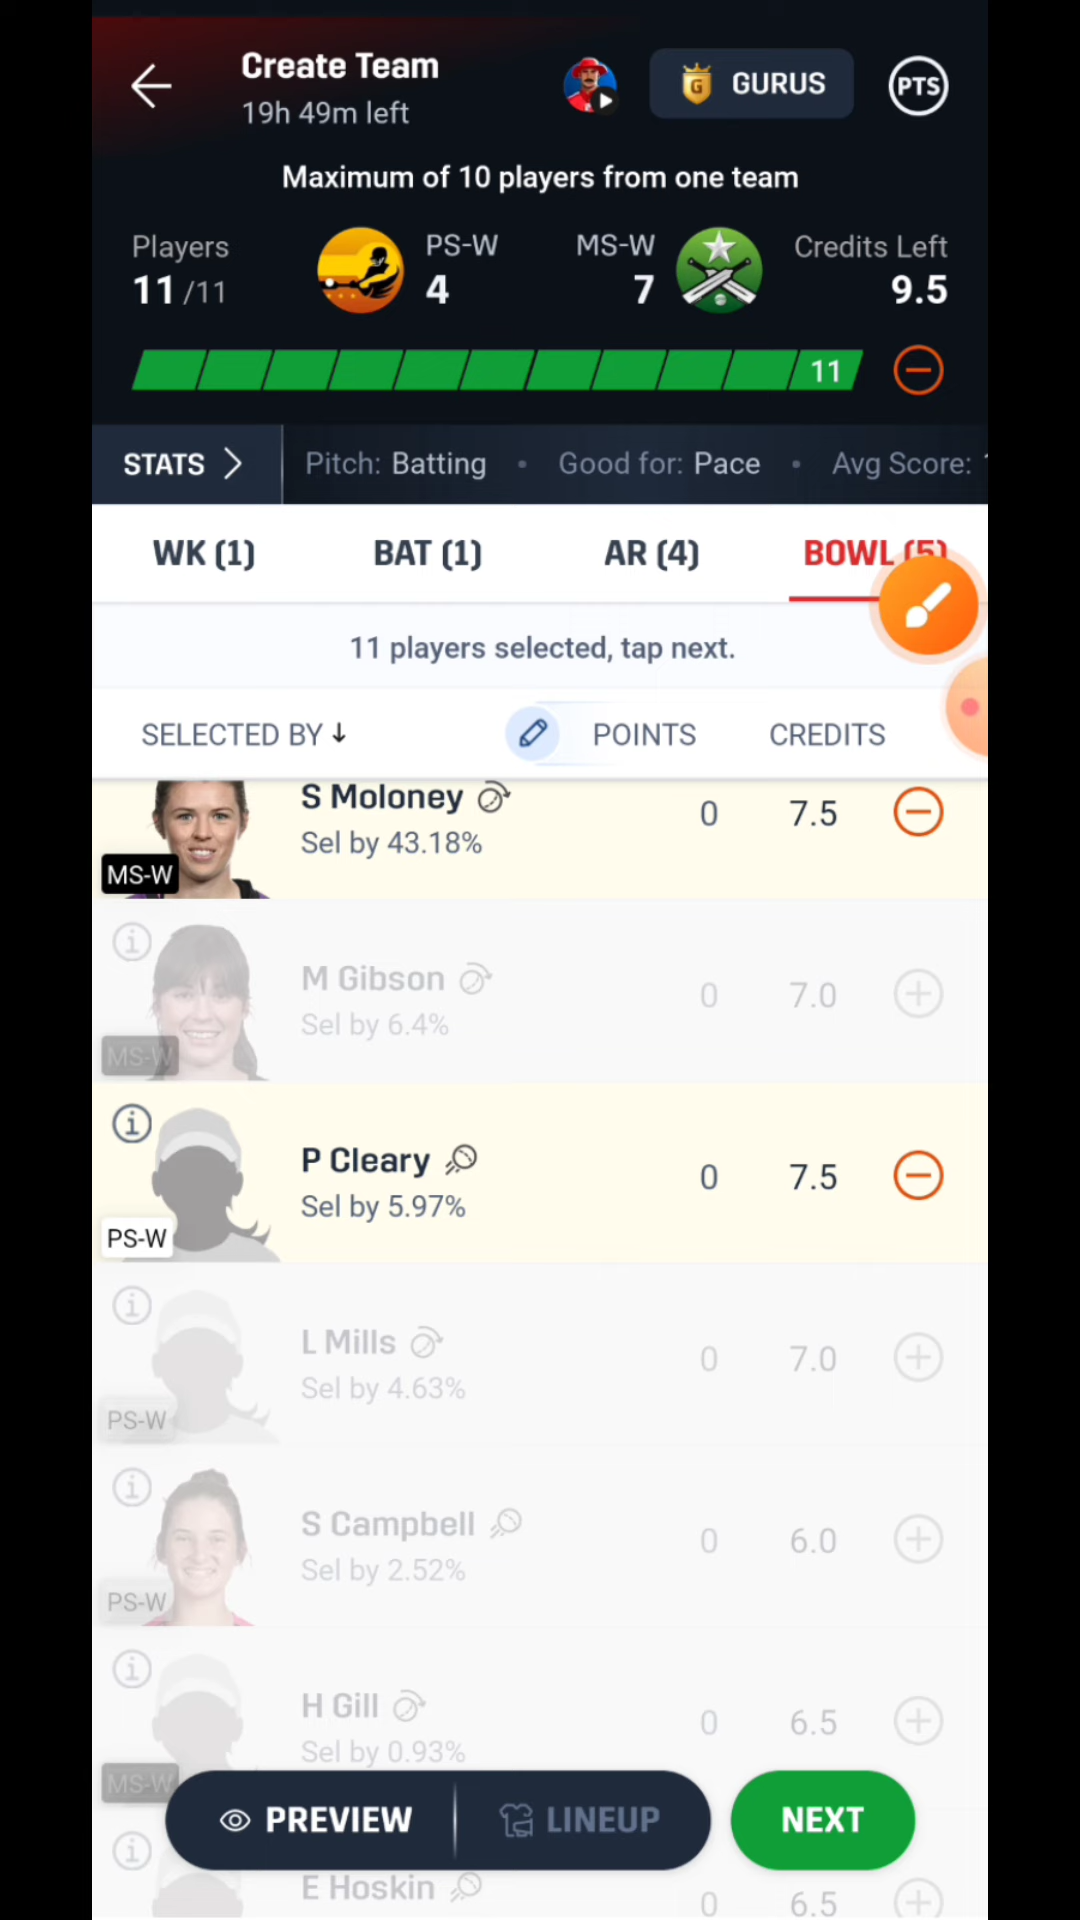 Create Team
19h 49m left
GURUS
PTS
Maximum of 10 players from one team
Players
11 /11
PS-W
4
MS-W
7
Credits Left
9.5
11
STATS
Pitch: Batting • Good for: Pace • Avg Score:
WK (1)
BAT (1)
AR (4)
BOWL (5)
11 players selected, tap next.
SELECTED BY ↓
POINTS
CREDITS
S Moloney
Sel by 43.18%
0
7.5
MS-W
M Gibson
Sel by 6.4%
0
7.0
MS-W
P Cleary
Sel by 5.97%
0
7.5
PS-W
L Mills
Sel by 4.63%
0
7.0
PS-W
S Campbell
Sel by 2.52%
0
6.0
PS-W
H Gill
Sel by 0.93%
0
6.5
MS-W
PREVIEW
LINEUP
NEXT
E Hoskin
0
6.5